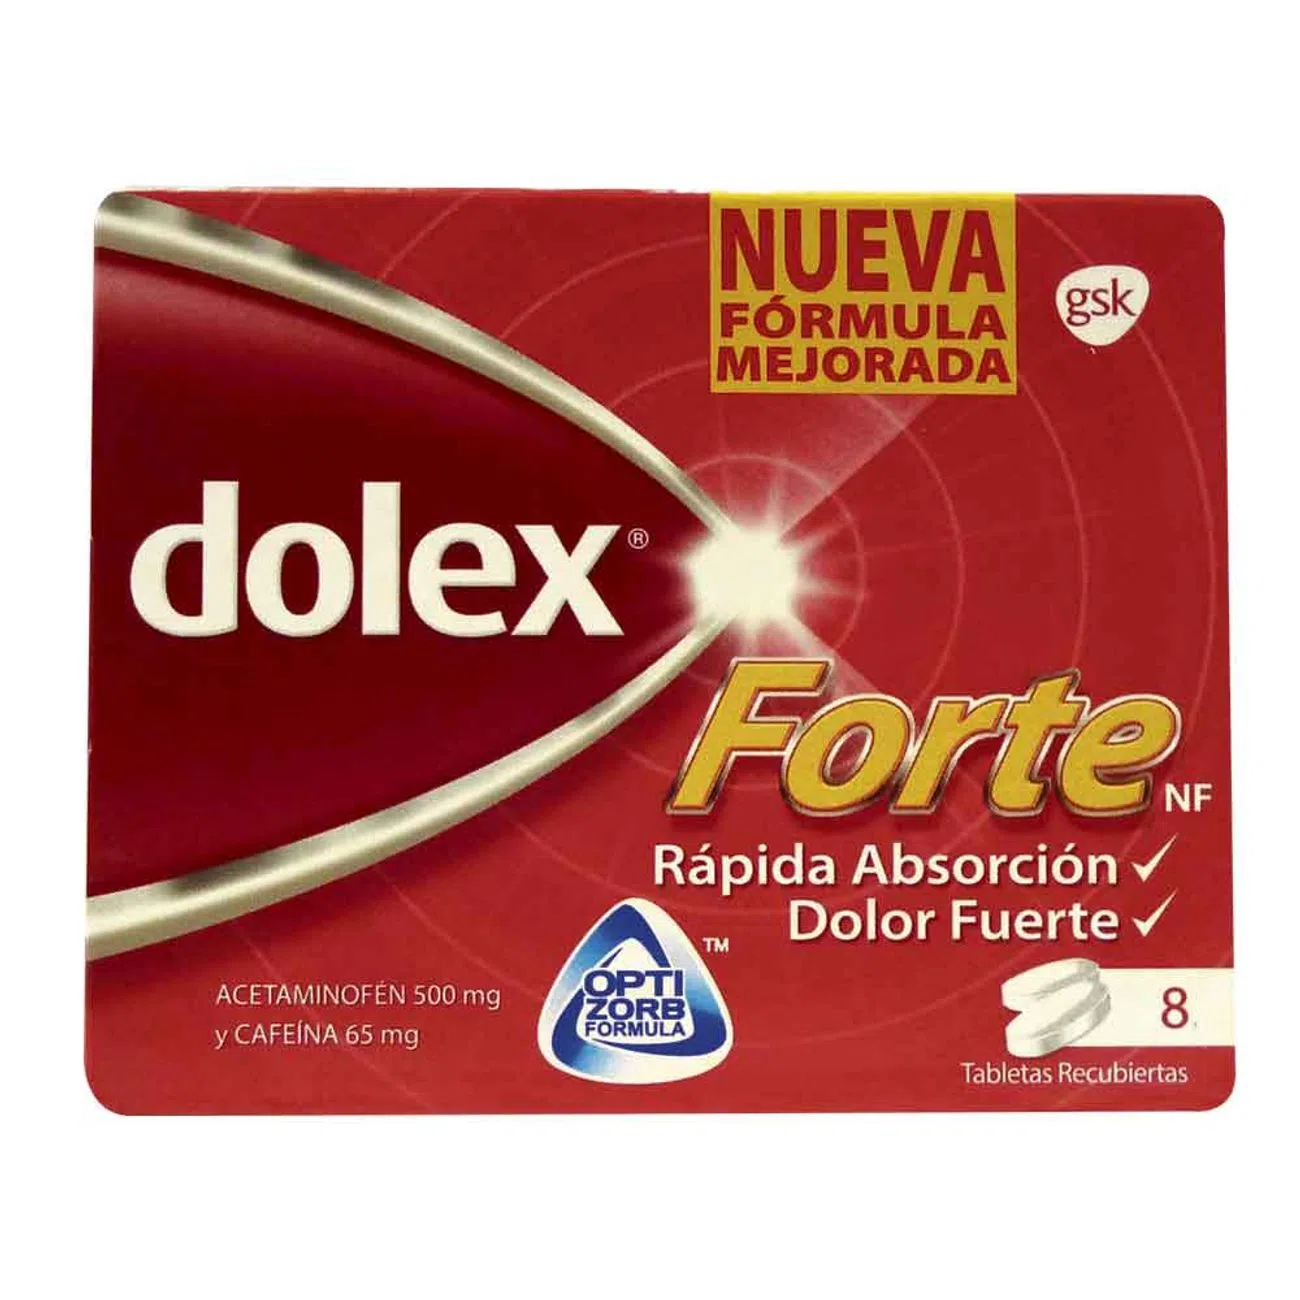 NUEVA
FÓRMULA
MEJORADA
gsk
dolex®
Forte NF
Rápida Absorción ✓
Dolor Fuerte ✓
ACETAMINOFÉN 500 mg
y CAFEÍNA 65 mg
OPTI
ZORB
FORMULA
™
8
Tabletas Recubiertas